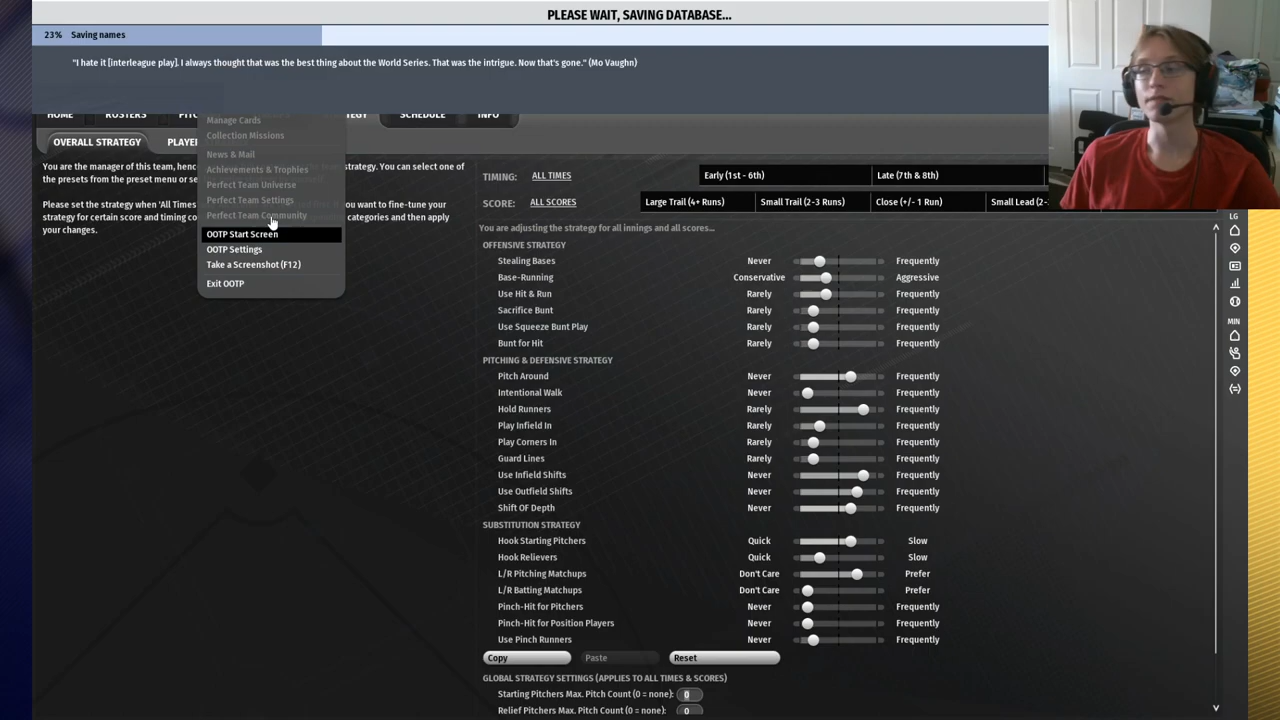 PLEASE WAIT, SAVING DATABASE...
23% Saving names
"I hate it [interleague play]. I always thought that was the best thing about the World Series. That was the intrigue. Now that's gone." (Mo Vaughn)
HOME ROSTERS SCHEDULE INFO
OVERALL STRATEGY
Manage Cards
Collection Missions
News & Mail
Achievements & Trophies
Perfect Team Universe
Perfect Team Settings
Perfect Team Community
OOTP Start Screen
OOTP Settings
Take a Screenshot (F12)
Exit OOTP
You are the manager of this team, strategy. You can select one of
the presets from the preset menu or
Please set the strategy when 'All Times you want to fine-tune your
strategy for certain score and timing categories and then apply
your changes.
TIMING: ALL TIMES Early (1st - 6th) Late (7th & 8th)
SCORE: ALL SCORES Large Trail (4+ Runs) Small Trail (2-3 Runs) Close (+/- 1 Run) Small Lead (2-
You are adjusting the strategy for all innings and all scores...
OFFENSIVE STRATEGY
Stealing Bases Never Frequently
Base-Running Conservative Aggressive
Use Hit & Run Rarely Frequently
Sacrifice Bunt Rarely Frequently
Use Squeeze Bunt Play Rarely Frequently
Bunt for Hit Rarely Frequently
PITCHING & DEFENSIVE STRATEGY
Pitch Around Never Frequently
Intentional Walk Never Frequently
Hold Runners Rarely Frequently
Play Infield In Rarely Frequently
Play Corners In Rarely Frequently
Guard Lines Rarely Frequently
Use Infield Shifts Never Frequently
Use Outfield Shifts Never Frequently
Shift OF Depth Never Frequently
SUBSTITUTION STRATEGY
Hook Starting Pitchers Quick Slow
Hook Relievers Quick Slow
L/R Pitching Matchups Don't Care Prefer
L/R Batting Matchups Don't Care Prefer
Pinch-Hit for Pitchers Never Frequently
Pinch-Hit for Position Players Never Frequently
Use Pinch Runners Never Frequently
Copy Paste Reset
GLOBAL STRATEGY SETTINGS (APPLIES TO ALL TIMES & SCORES)
Starting Pitchers Max. Pitch Count (0 = none): 0
Relief Pitchers Max. Pitch Count (0 = none): 0
LG
MIN